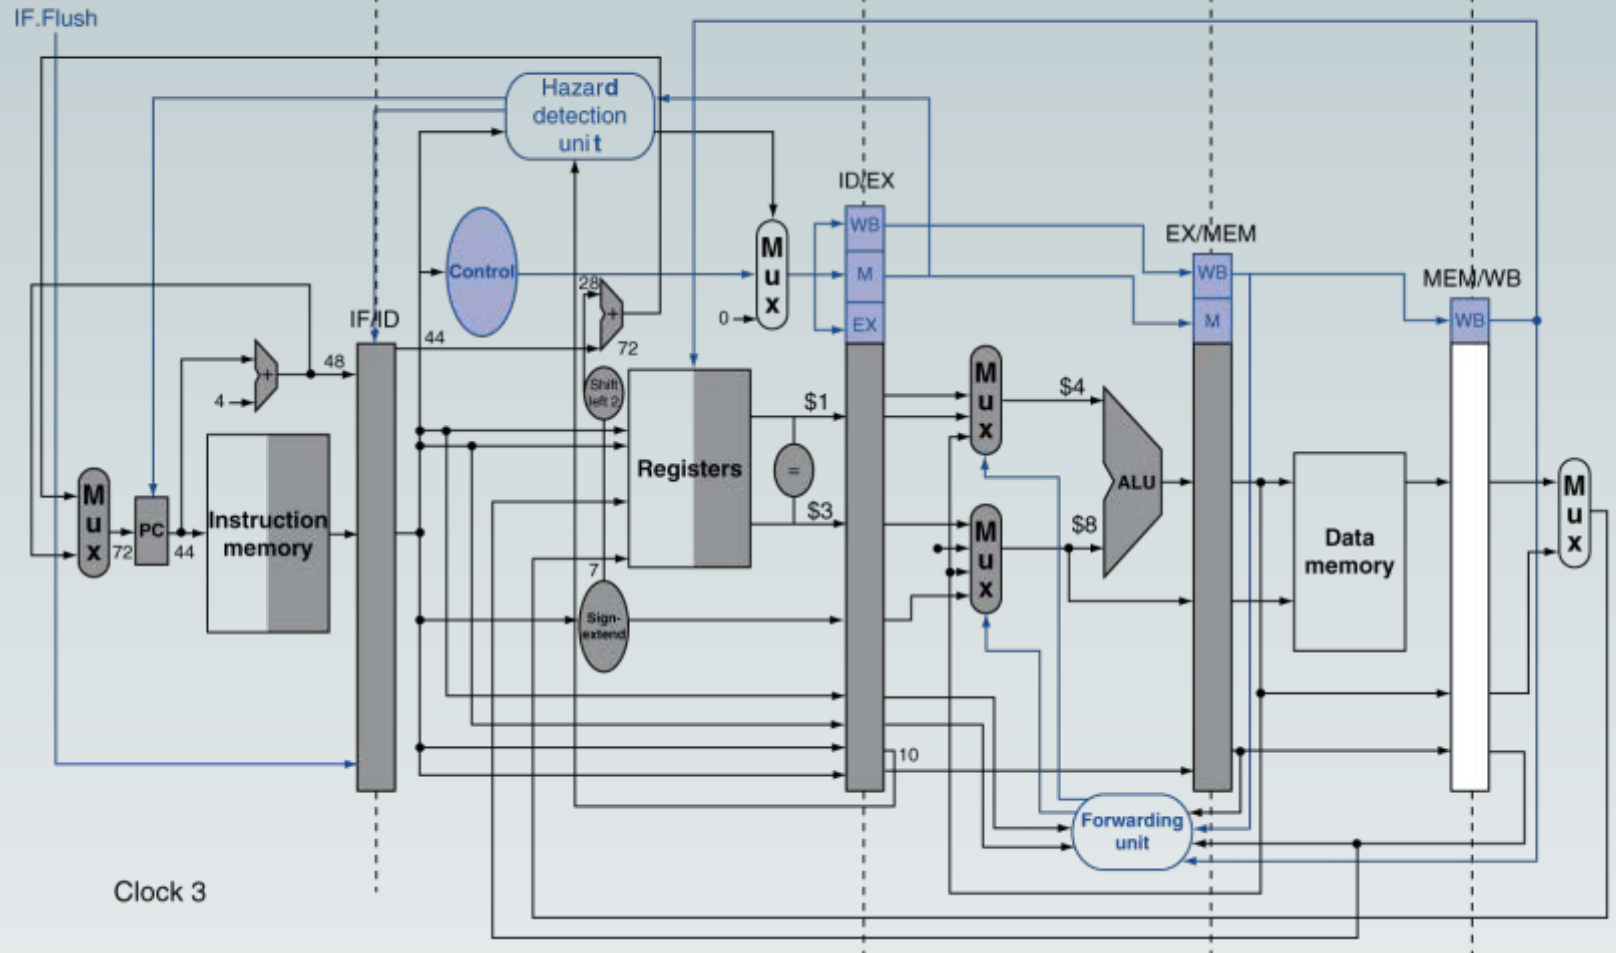 IF.Flush
Hazard
detection
unit
ID/EX
WB
M
EX
EX/MEM
WB
M
MEM/WB
WB
Control
Mux
0
28
+
72
IF/ID
44
48
+
4
Shift
left 2
Registers
$1
=
$3
Mux
$4
Mux
$8
ALU
Data
memory
Mux
Mux
72
PC
44
Instruction
memory
7
Sign-
extend
10
Forwarding
unit
Clock 3